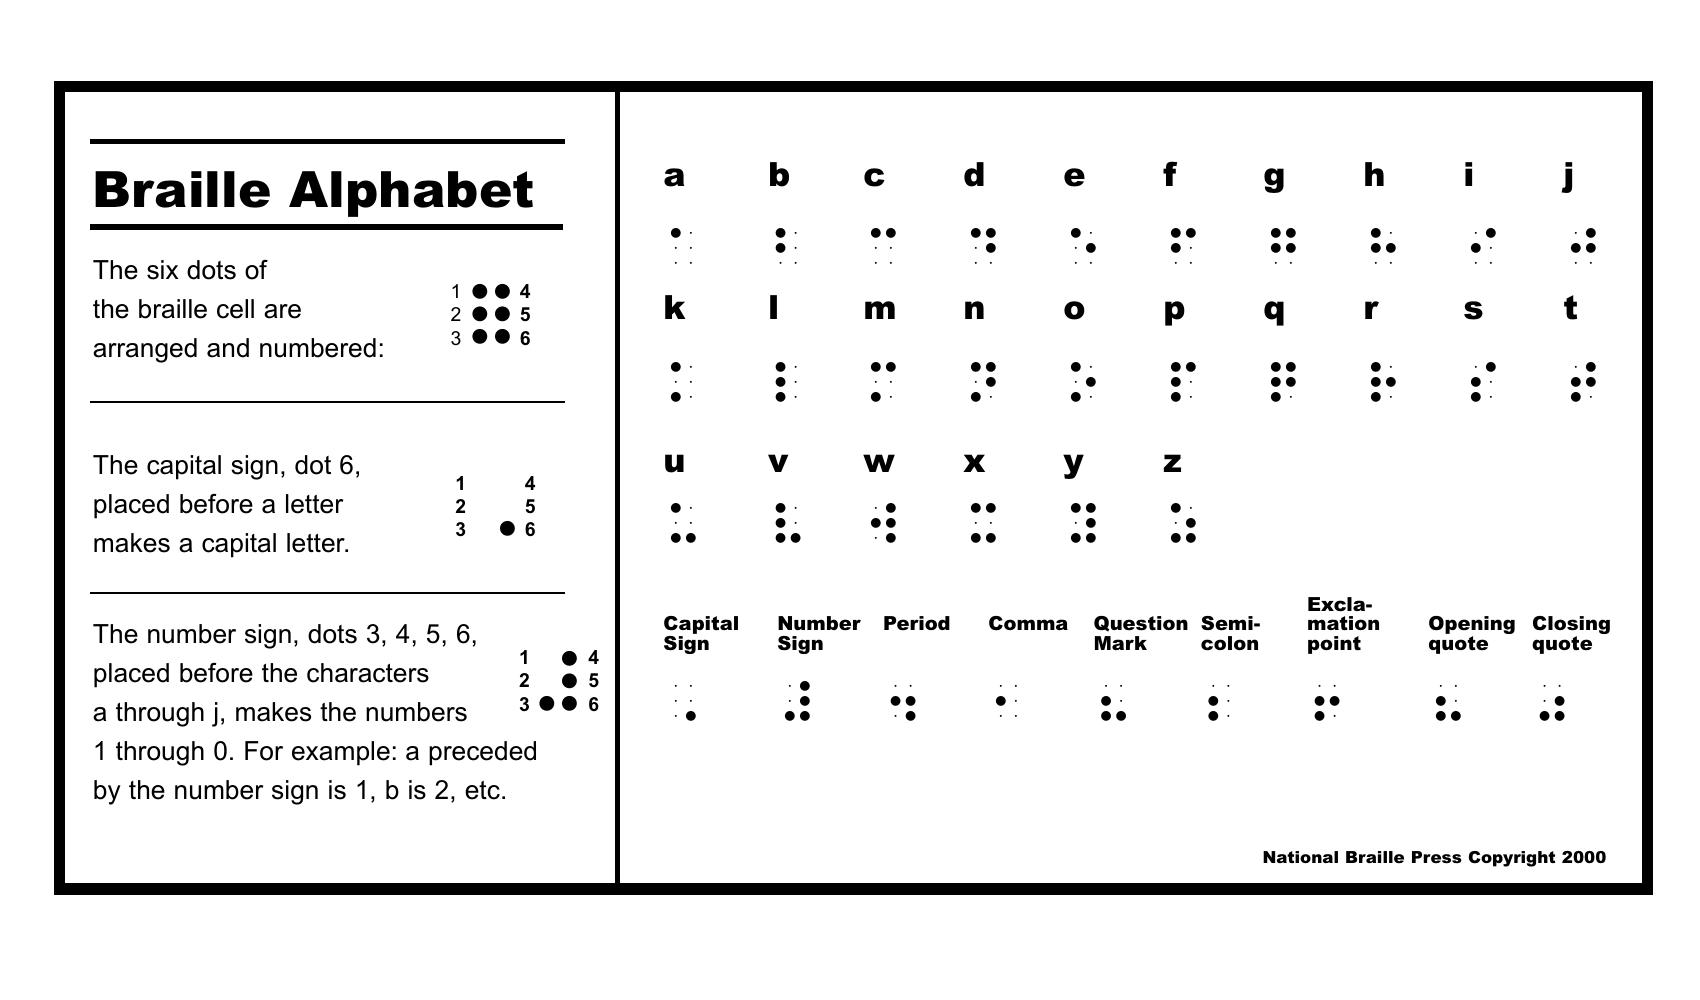 Braille Alphabet
The six dots of
the braille cell are
arranged and numbered:
1 4
2 5
3 6
The capital sign, dot 6,
placed before a letter
makes a capital letter.
1 4
2 5
3 6
The number sign, dots 3, 4, 5, 6,
placed before the characters
a through j, makes the numbers
1 through 0. For example: a preceded
by the number sign is 1, b is 2, etc.
1 4
2 5
3 6
a b c d e f g h i j
⠁ ⠃ ⠉ ⠙ ⠑ ⠋ ⠛ ⠓ ⠊ ⠚
k l m n o p q r s t
⠅ ⠇ ⠍ ⠝ ⠕ ⠏ ⠟ ⠗ ⠎ ⠞
u v w x y z
⠥ ⠧ ⠺ ⠭ ⠽ ⠵
Capital Sign
Number Sign
Period
Comma
Question Mark
Semi-
colon
Excla-
mation
point
Opening quote
Closing quote
⠠ ⠼ ⠲ ⠂ ⠦ ⠆ ⠖ ⠦ ⠴
National Braille Press Copyright 2000